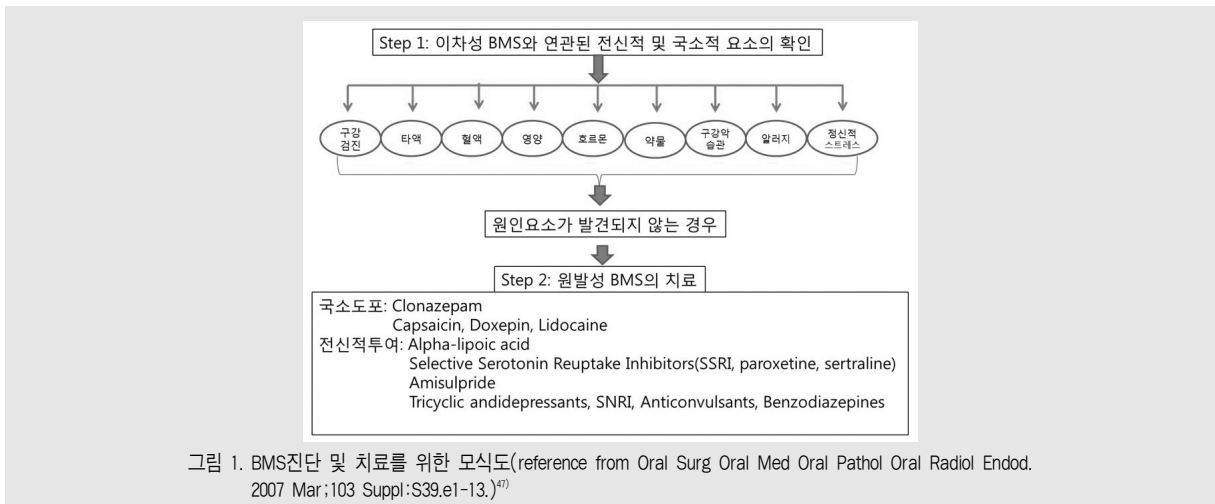 Step 1: 이차성 BMS와 연관된 전신적 및 국소적 요소의 확인
구강
검진
타액
혈액
영양
호르몬
약물
구강악
습관
알러지
정신적
스트레스
원인요소가 발견되지 않는 경우
Step 2: 원발성 BMS의 치료
국소도포: Clonazepam
Capsaicin, Doxepin, Lidocaine
전신적투여: Alpha-lipoic acid
Selective Serotonin Reuptake Inhibitors(SSRI, paroxetine, sertraline)
Amisulpride
Tricyclic andidepressants, SNRI, Anticonvulsants, Benzodiazepines
그림 1. BMS진단 및 치료를 위한 모식도(reference from Oral Surg Oral Med Oral Pathol Oral Radiol Endod.
2007 Mar;103 Suppl:S39.e1-13.)47)